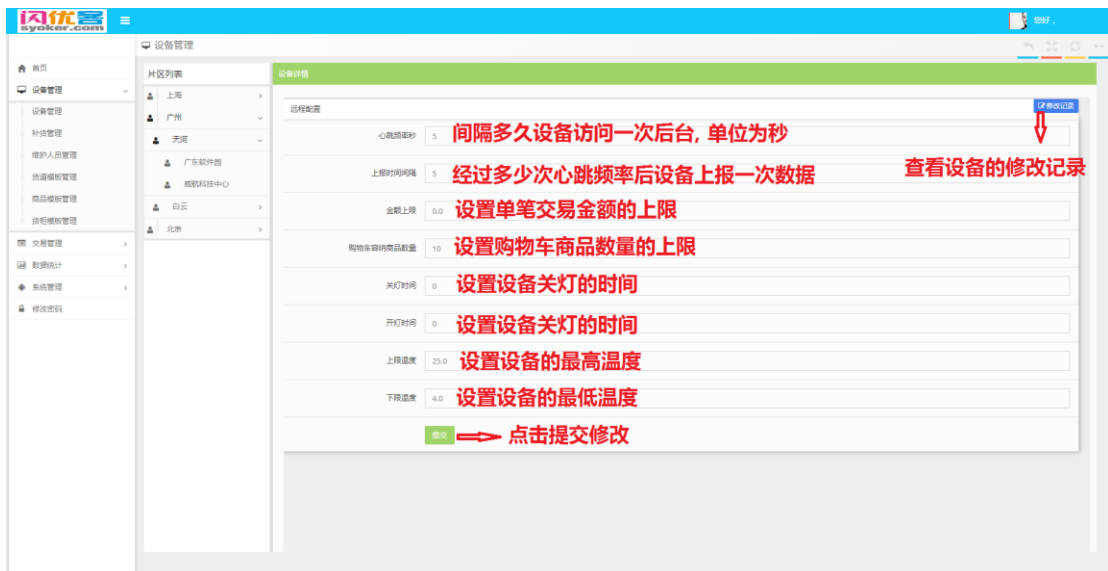 闪优客
syoker.com
您好，
首页
设备管理
设备管理
补货管理
维护人员管理
货道模板管理
商品模板管理
货柜模板管理
交易管理
数据统计
系统管理
修改密码
设备管理
片区列表
上海
广州
天河
广东软件园
威航科技中心
白云
北京
设备详情
远程配置
修改记录
查看设备的修改记录
心跳频率秒 5 间隔多久设备访问一次后台, 单位为秒
上报时间间隔 5 经过多少次心跳频率后设备上报一次数据
金额上限 0.0 设置单笔交易金额的上限
购物车容纳商品数量 10 设置购物车商品数量的上限
关灯时间 0 设置设备关灯的时间
开灯时间 0 设置设备关灯的时间
上限温度 25.0 设置设备的最高温度
下限温度 4.0 设置设备的最低温度
提交 点击提交修改